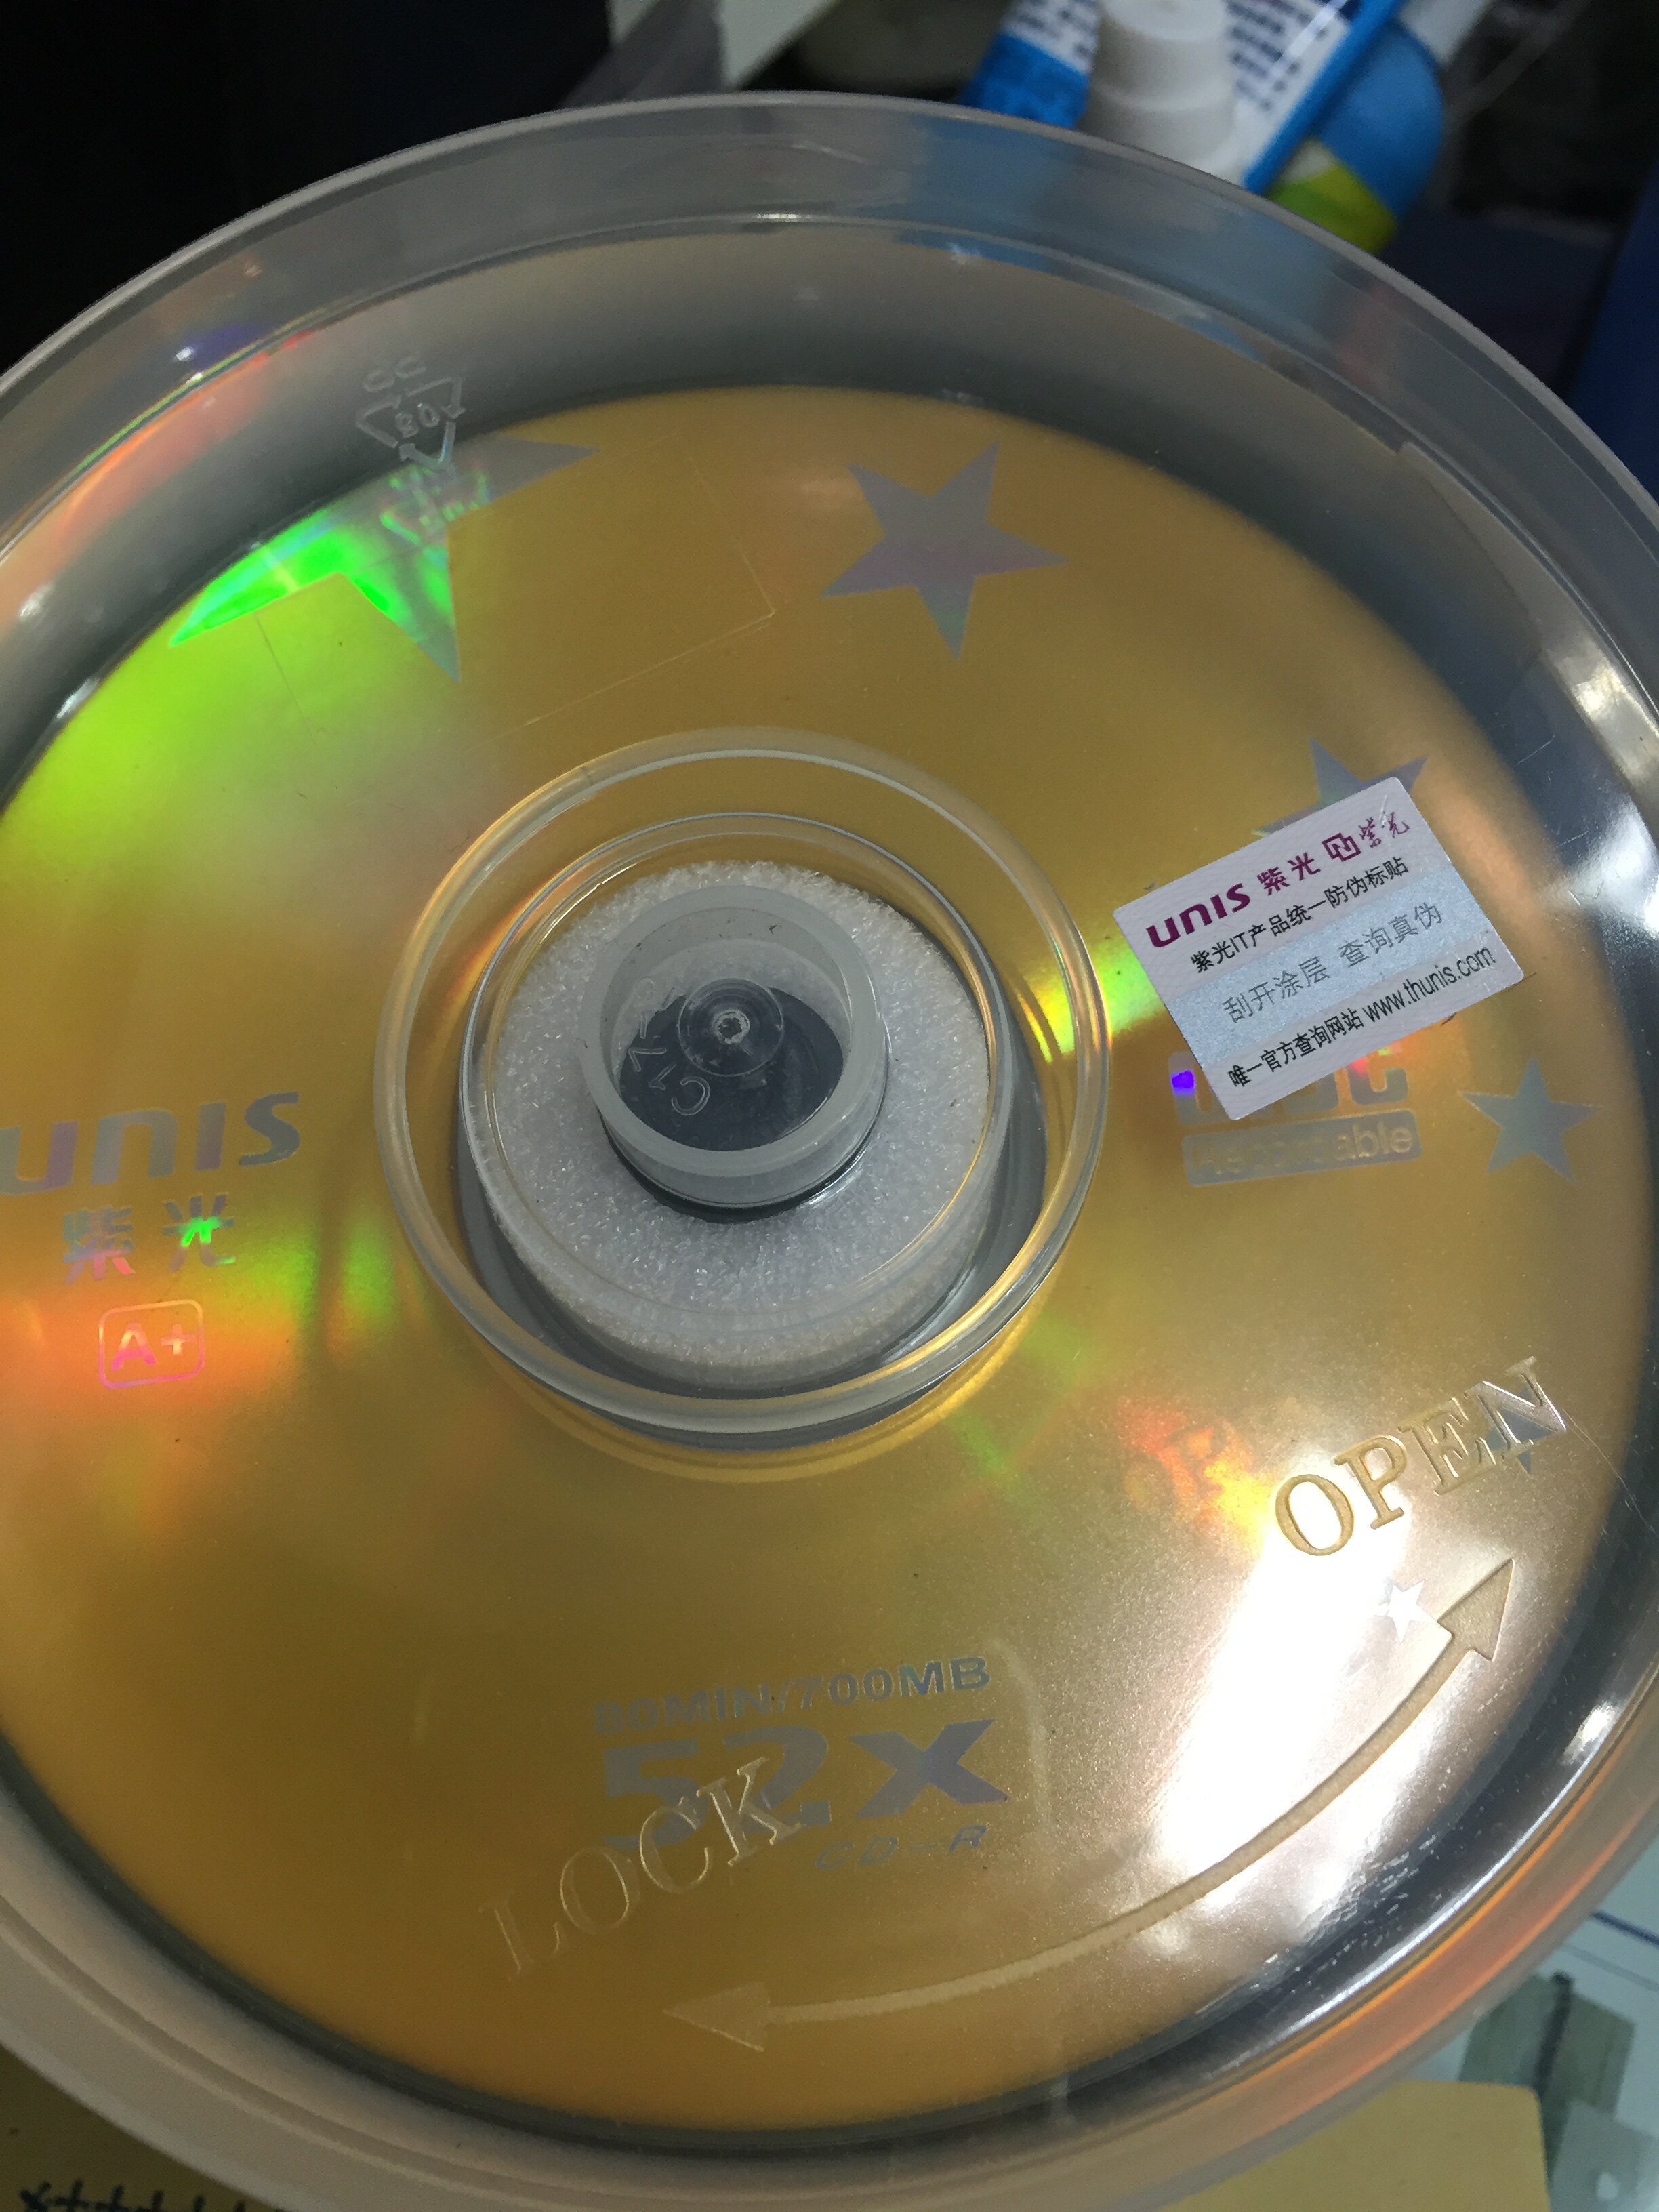 UNIS 紫光 紫光
紫光IT产品统一防伪标贴
刮开涂层 查询真伪
唯一官方查询网站 www.thunis.com
disc
Recordable
UNIS
紫光
A+
OPEN
80MIN/700MB
52X
CD-R
LOCK